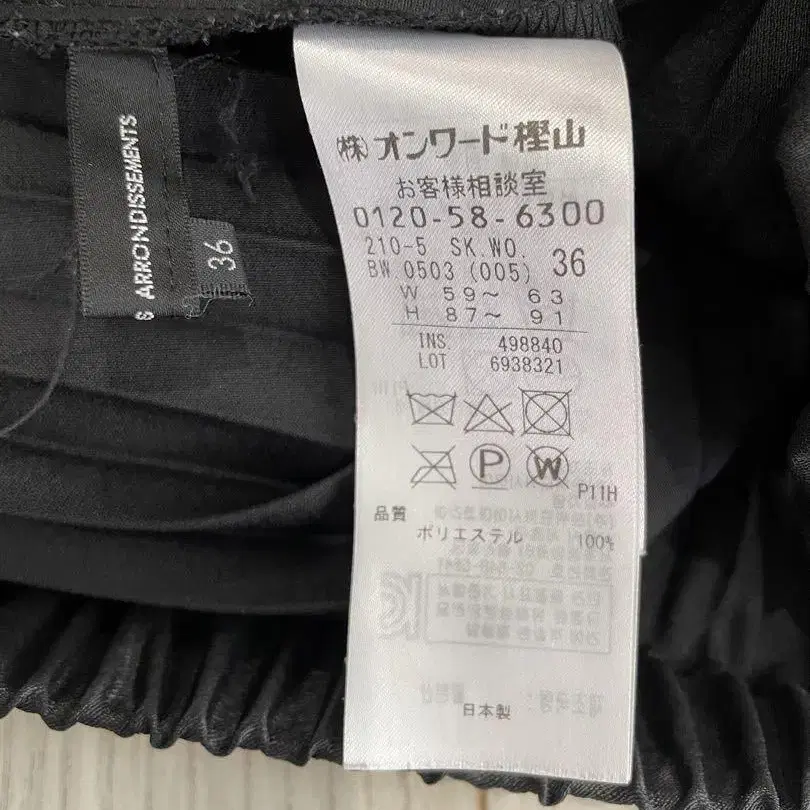 ARRONDISSEMENTS
36
(株)オンワード樫山
お客様相談室
0120-58-6300
210-5 SK WO.
BW 0503 (005) 36
W 59〜 63
H 87〜 91
INS. 498840
LOT 6938321
P
W
P11H
品質
ポリエステル 100%
日本製